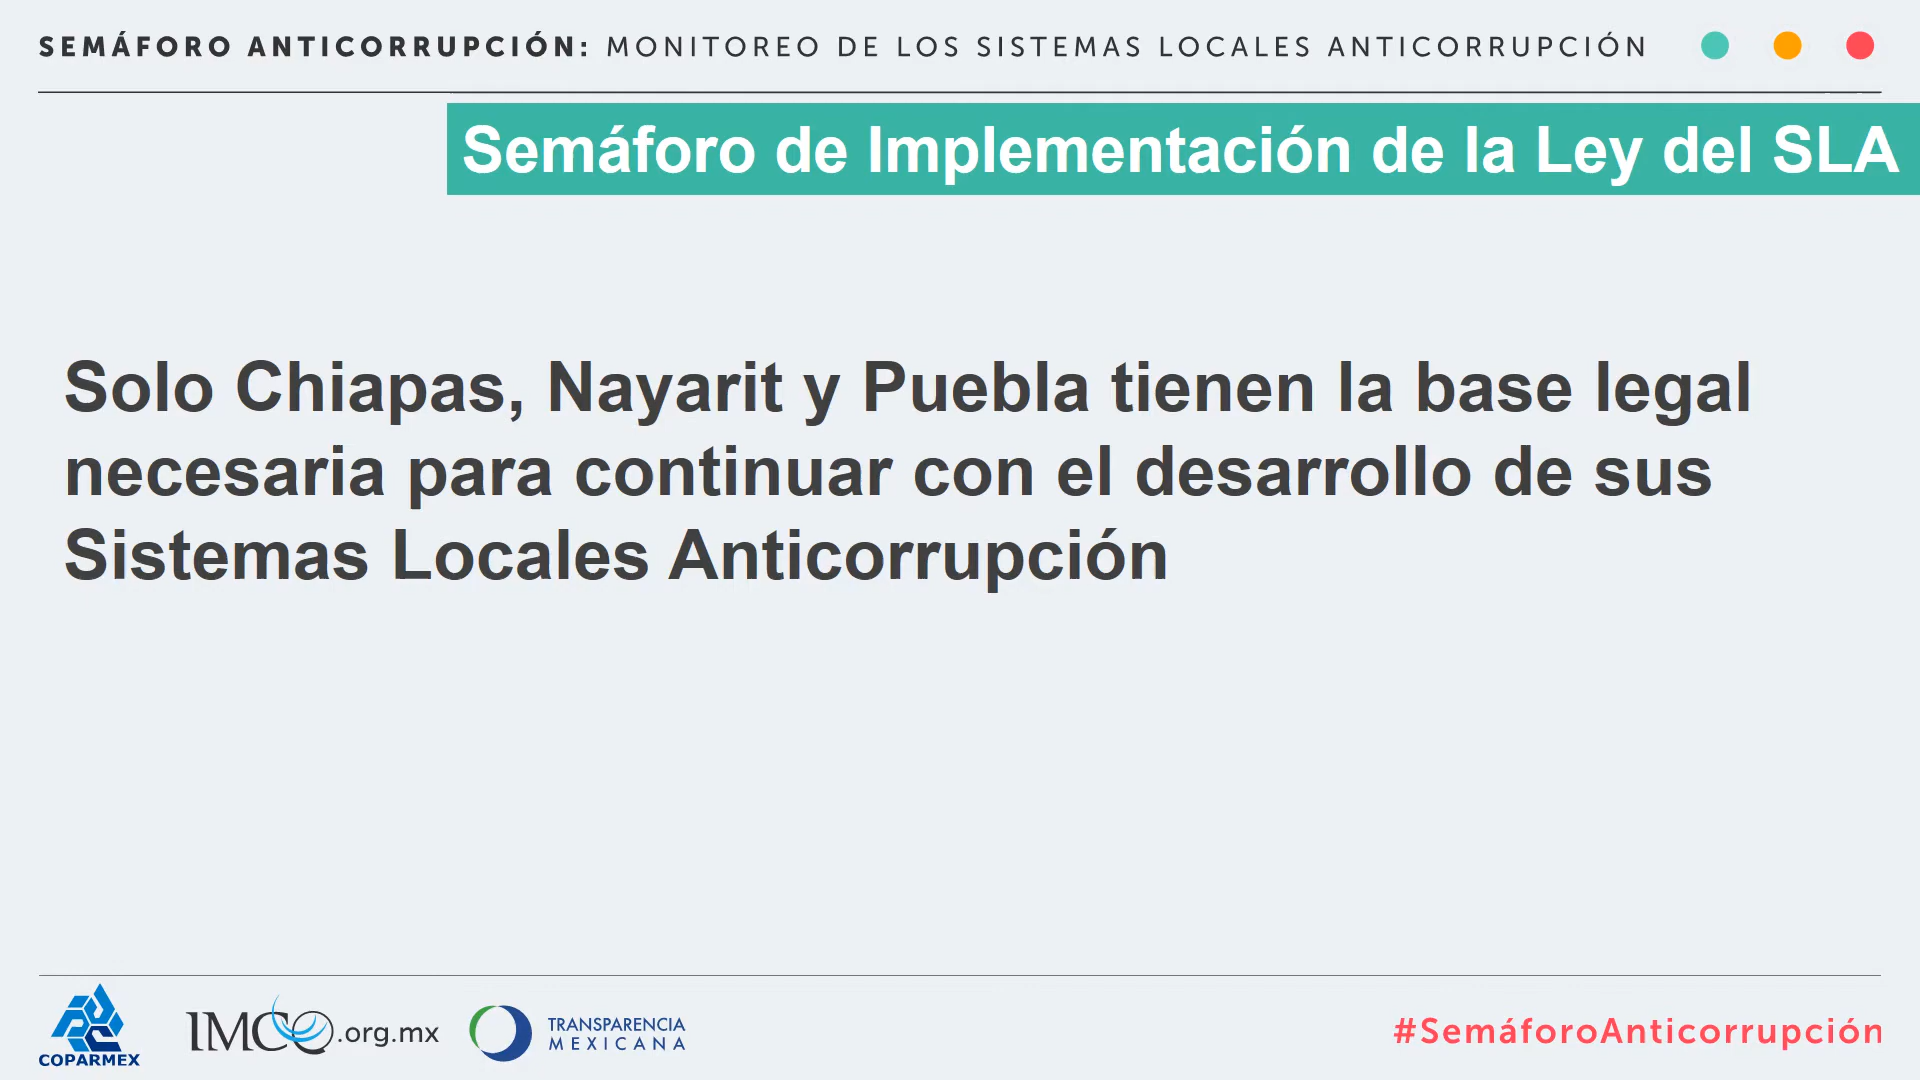 SEMÁFORO ANTICORRUPCIÓN: MONITOREO DE LOS SISTEMAS LOCALES ANTICORRUPCIÓN
Semáforo de Implementación de la Ley del SLA
Solo Chiapas, Nayarit y Puebla tienen la base legal
necesaria para continuar con el desarrollo de sus
Sistemas Locales Anticorrupción
COPARMEX
IMCO.org.mx
TRANSPARENCIA
MEXICANA
#SemáforoAnticorrupción